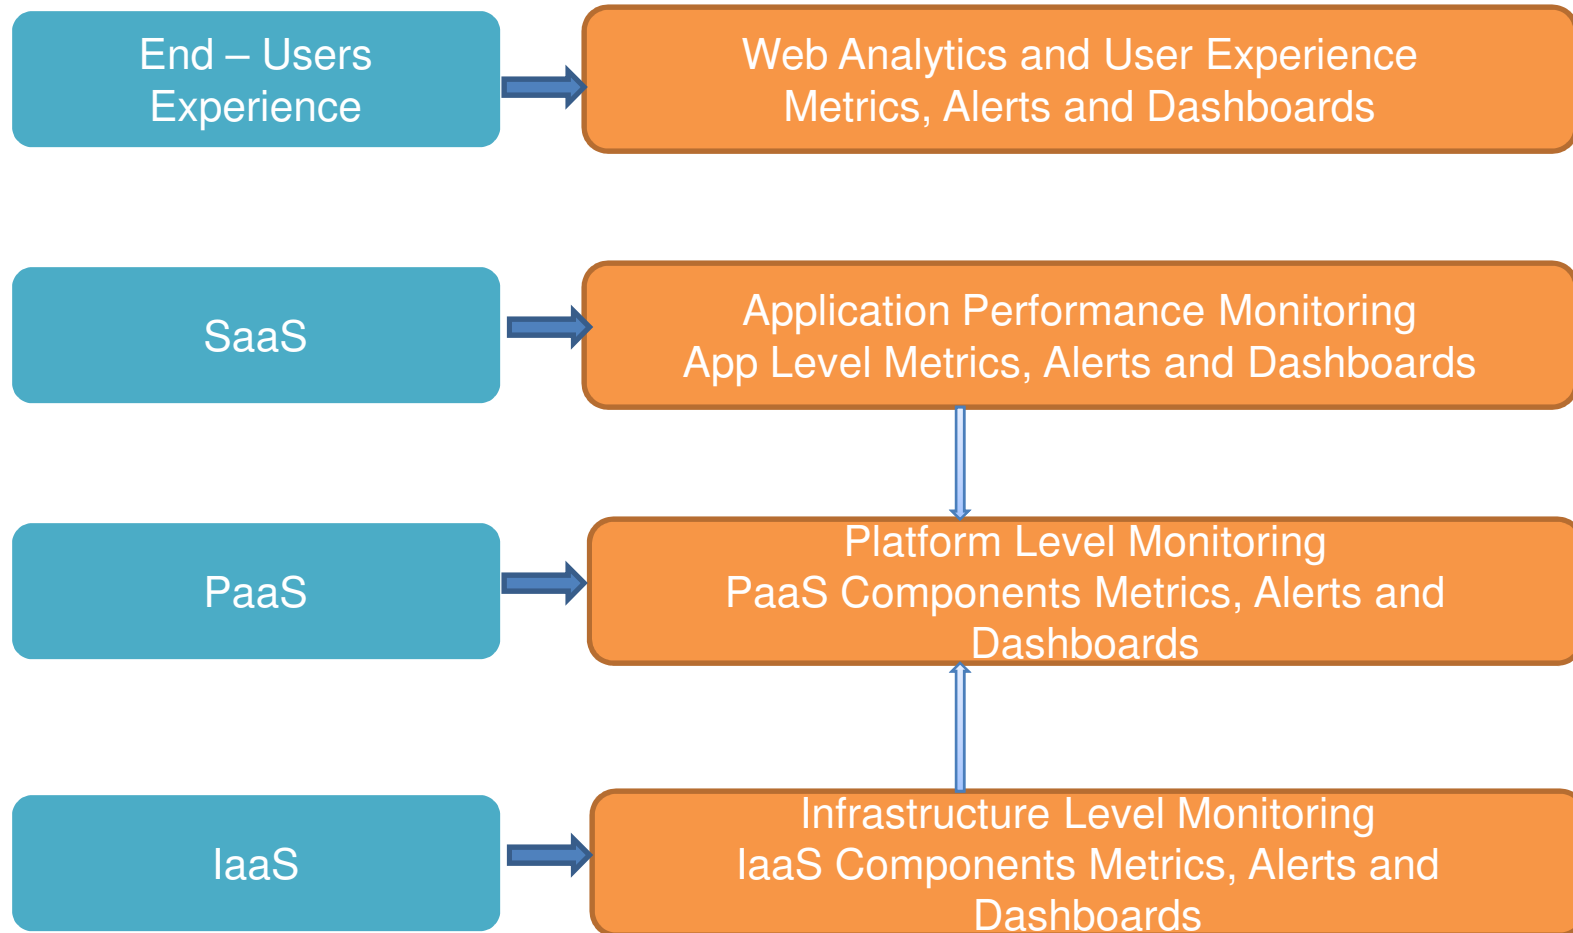 End – Users
Experience
Web Analytics and User Experience
Metrics, Alerts and Dashboards
SaaS
Application Performance Monitoring
App Level Metrics, Alerts and Dashboards
PaaS
Platform Level Monitoring
PaaS Components Metrics, Alerts and
Dashboards
IaaS
Infrastructure Level Monitoring
IaaS Components Metrics, Alerts and
Dashboards